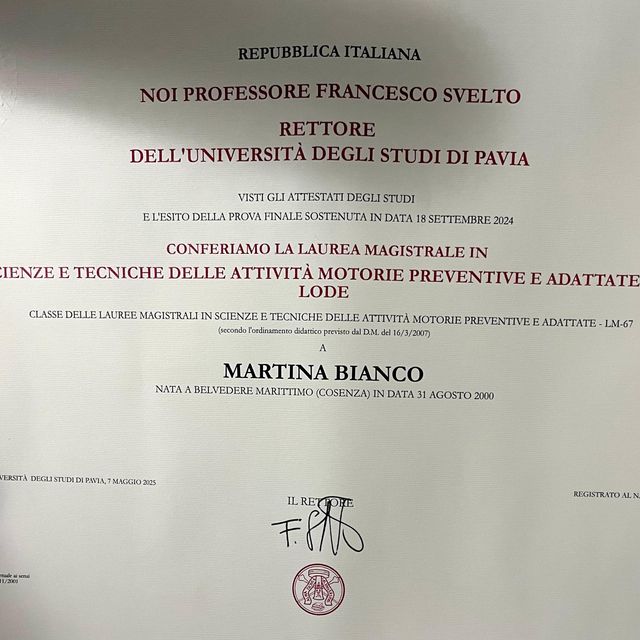 REPUBBLICA ITALIANA
NOI PROFESSORE FRANCESCO SVELTO
RETTORE
DELL'UNIVERSITÀ DEGLI STUDI DI PAVIA
VISTI GLI ATTESTATI DEGLI STUDI
E L'ESITO DELLA PROVA FINALE SOSTENUTA IN DATA 18 SETTEMBRE 2024
CONFERIAMO LA LAUREA MAGISTRALE IN
CIENZE E TECNICHE DELLE ATTIVITÀ MOTORIE PREVENTIVE E ADATTATE
LODE
CLASSE DELLE LAUREE MAGISTRALI IN SCIENZE E TECNICHE DELLE ATTIVITÀ MOTORIE PREVENTIVE E ADATTATE - LM-67
(secondo l'ordinamento didattico previsto dal D.M. del 16/3/2007)
A
MARTINA BIANCO
NATA A BELVEDERE MARITTIMO (COSENZA) IN DATA 31 AGOSTO 2000
VERSITÀ DEGLI STUDI DI PAVIA, 7 MAGGIO 2025
IL RETTORE
REGISTRATO AL N.
ai sensi
11/2001